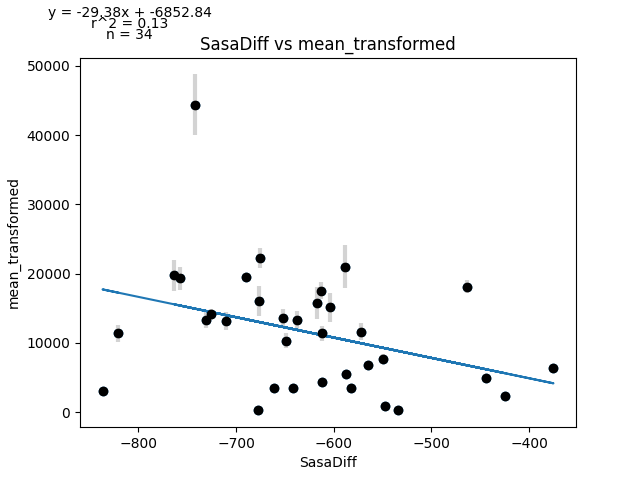 y = -29.38x + -6852.84
r^2 = 0.13
n = 34
SasaDiff vs mean_transformed
50000
40000
30000
20000
10000
0
mean_transformed
−800
−700
−600
−500
−400
SasaDiff